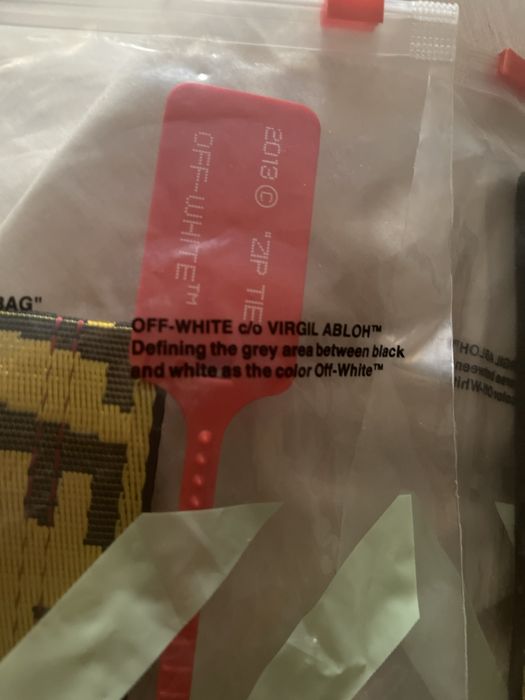 2013 © "ZIP TIE
OFF-WHITE™
BAG"
OFF-WHITE c/o VIRGIL ABLOH™
Defining the grey area between black
and white as the color Off-White™